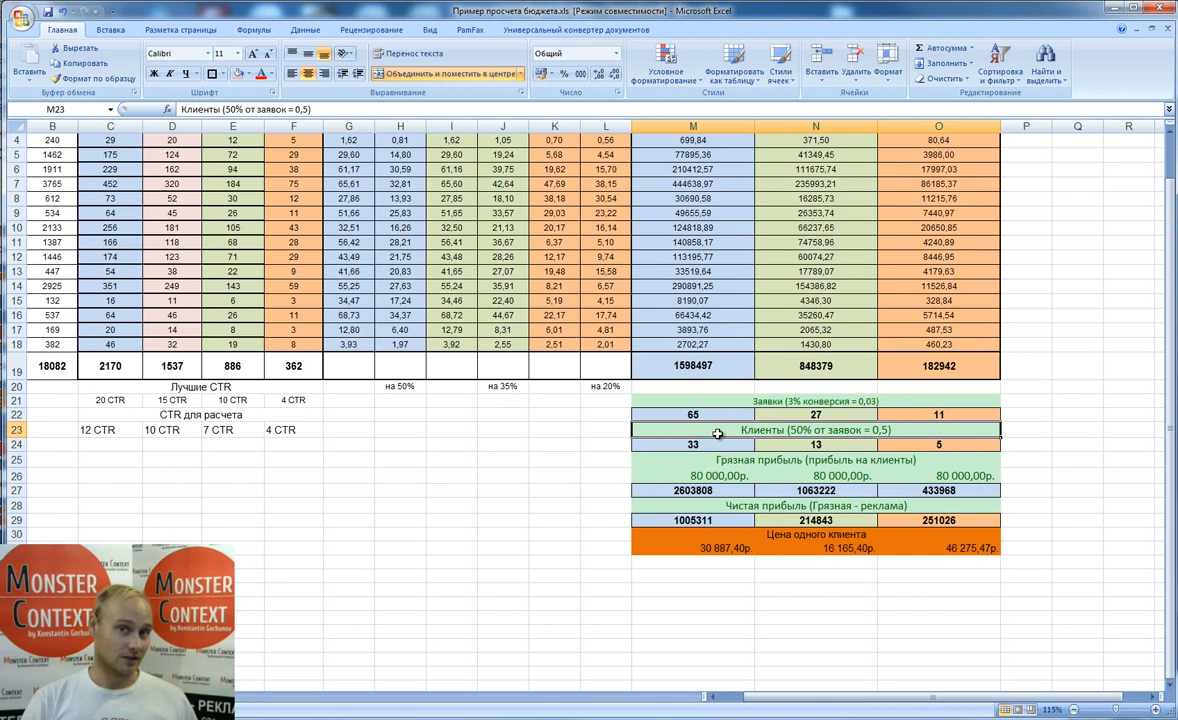 Пример просчета бюджета.xls [Режим совместимости] - Microsoft Excel
Главная Вставка Разметка страницы Формулы Данные Рецензирование Вид PamFax Универсальный конвертер документов
Вставить Вырезать Копировать Формат по образцу Буфер обмена
Calibri 11 Ж К Ч Шрифт
Перенос текста Объединить и поместить в центре Выравнивание
Общий % 000 Число
Условное форматирование Форматировать как таблицу Стили ячеек Стили
Вставить Удалить Формат Ячейки
Автосумма Заполнить Очистить Сортировка и фильтр Найти и выделить Редактирование
M23 fx Клиенты (50% от заявок = 0,5)
B C D E F G H I J K L M N O P Q R
4 240 29 20 12 5 1,62 0,81 1,62 1,05 0,70 0,56 699,84 371,50 80,64
5 1462 175 124 72 29 29,60 14,80 29,60 19,24 5,68 4,54 77895,36 41349,45 3986,00
6 1911 229 162 94 38 61,17 30,59 61,16 39,75 19,62 15,70 210412,57 111675,74 17997,03
7 3765 452 320 184 75 65,61 32,81 65,60 42,64 47,69 38,15 444638,97 235993,21 86185,37
8 612 73 52 30 12 27,86 13,93 27,85 18,10 38,18 30,54 30690,58 16285,73 11215,76
9 534 64 45 26 11 51,66 25,83 51,65 33,57 29,03 23,22 49655,59 26353,74 7440,97
10 2133 256 181 105 43 32,51 16,26 32,50 21,13 20,17 16,14 124818,89 66237,65 20650,85
11 1387 166 118 68 28 56,42 28,21 56,41 36,67 6,37 5,10 140858,17 74758,96 4240,89
12 1446 174 123 71 29 43,49 21,75 43,48 28,26 12,17 9,74 113195,77 60074,27 8446,95
13 447 54 38 22 9 41,66 20,83 41,65 27,07 19,48 15,58 33519,64 17789,07 4179,63
14 2925 351 249 143 59 55,25 27,63 55,24 35,91 8,21 6,57 290891,25 154386,82 11526,84
15 132 16 11 6 3 34,47 17,24 34,46 22,40 5,19 4,15 8190,07 4346,30 328,84
16 537 64 46 26 11 68,73 34,37 68,72 44,67 22,17 17,74 66434,42 35260,47 5714,54
17 169 20 14 8 3 12,80 6,40 12,79 8,31 6,01 4,81 3893,76 2065,32 487,53
18 382 46 32 19 8 3,93 1,97 3,92 2,55 2,51 2,01 2702,27 1430,80 460,23
19 18082 2170 1537 886 362 1598497 848379 182942
20 Лучшие CTR на 50% на 35% на 20%
21 20 CTR 15 CTR 10 CTR 4 CTR Заявки (3% конверсия = 0,03)
22 CTR для расчета 65 27 11
23 12 CTR 10 CTR 7 CTR 4 CTR Клиенты (50% от заявок = 0,5)
24 33 13 5
25 Грязная прибыль (прибыль на клиенты)
26 80 000,00р. 80 000,00р. 80 000,00р.
27 2603808 1063222 433968
28 Чистая прибыль (Грязная - реклама)
29 1005311 214843 251026
30 Цена одного клиента
30 887,40р. 16 165,40р. 46 275,47р.
MONSTER CONTEXT
by Konstantin Gorbunov
MONSTER CONTEXT
115%